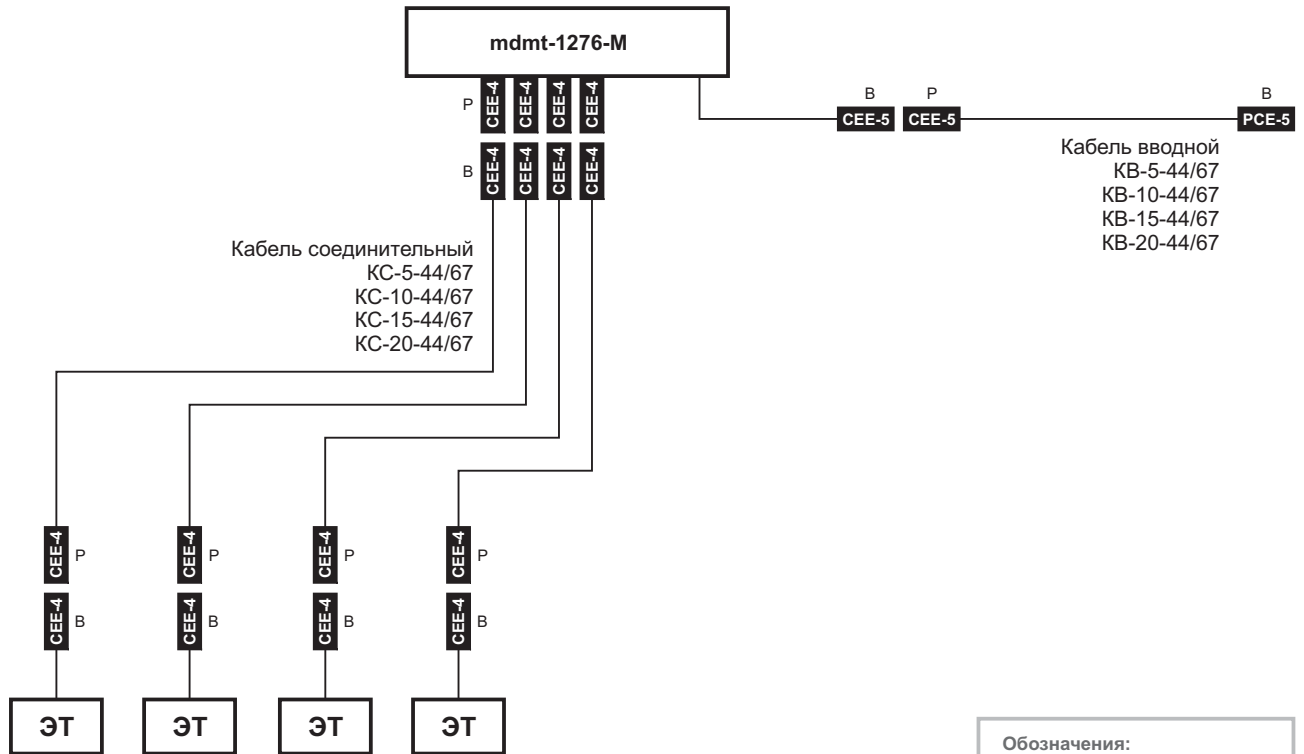 mdmt-1276-M
Р
CEE-4 CEE-4 CEE-4 CEE-4
В
CEE-4 CEE-4 CEE-4 CEE-4
В Р В
CEE-5 CEE-5 PCE-5
Кабель вводной
КВ-5-44/67
КВ-10-44/67
КВ-15-44/67
КВ-20-44/67
Кабель соединительный
КС-5-44/67
КС-10-44/67
КС-15-44/67
КС-20-44/67
CEE-4 Р CEE-4 Р CEE-4 Р CEE-4 Р
CEE-4 В CEE-4 В CEE-4 В CEE-4 В
ЭТ ЭТ ЭТ ЭТ
Обозначения: